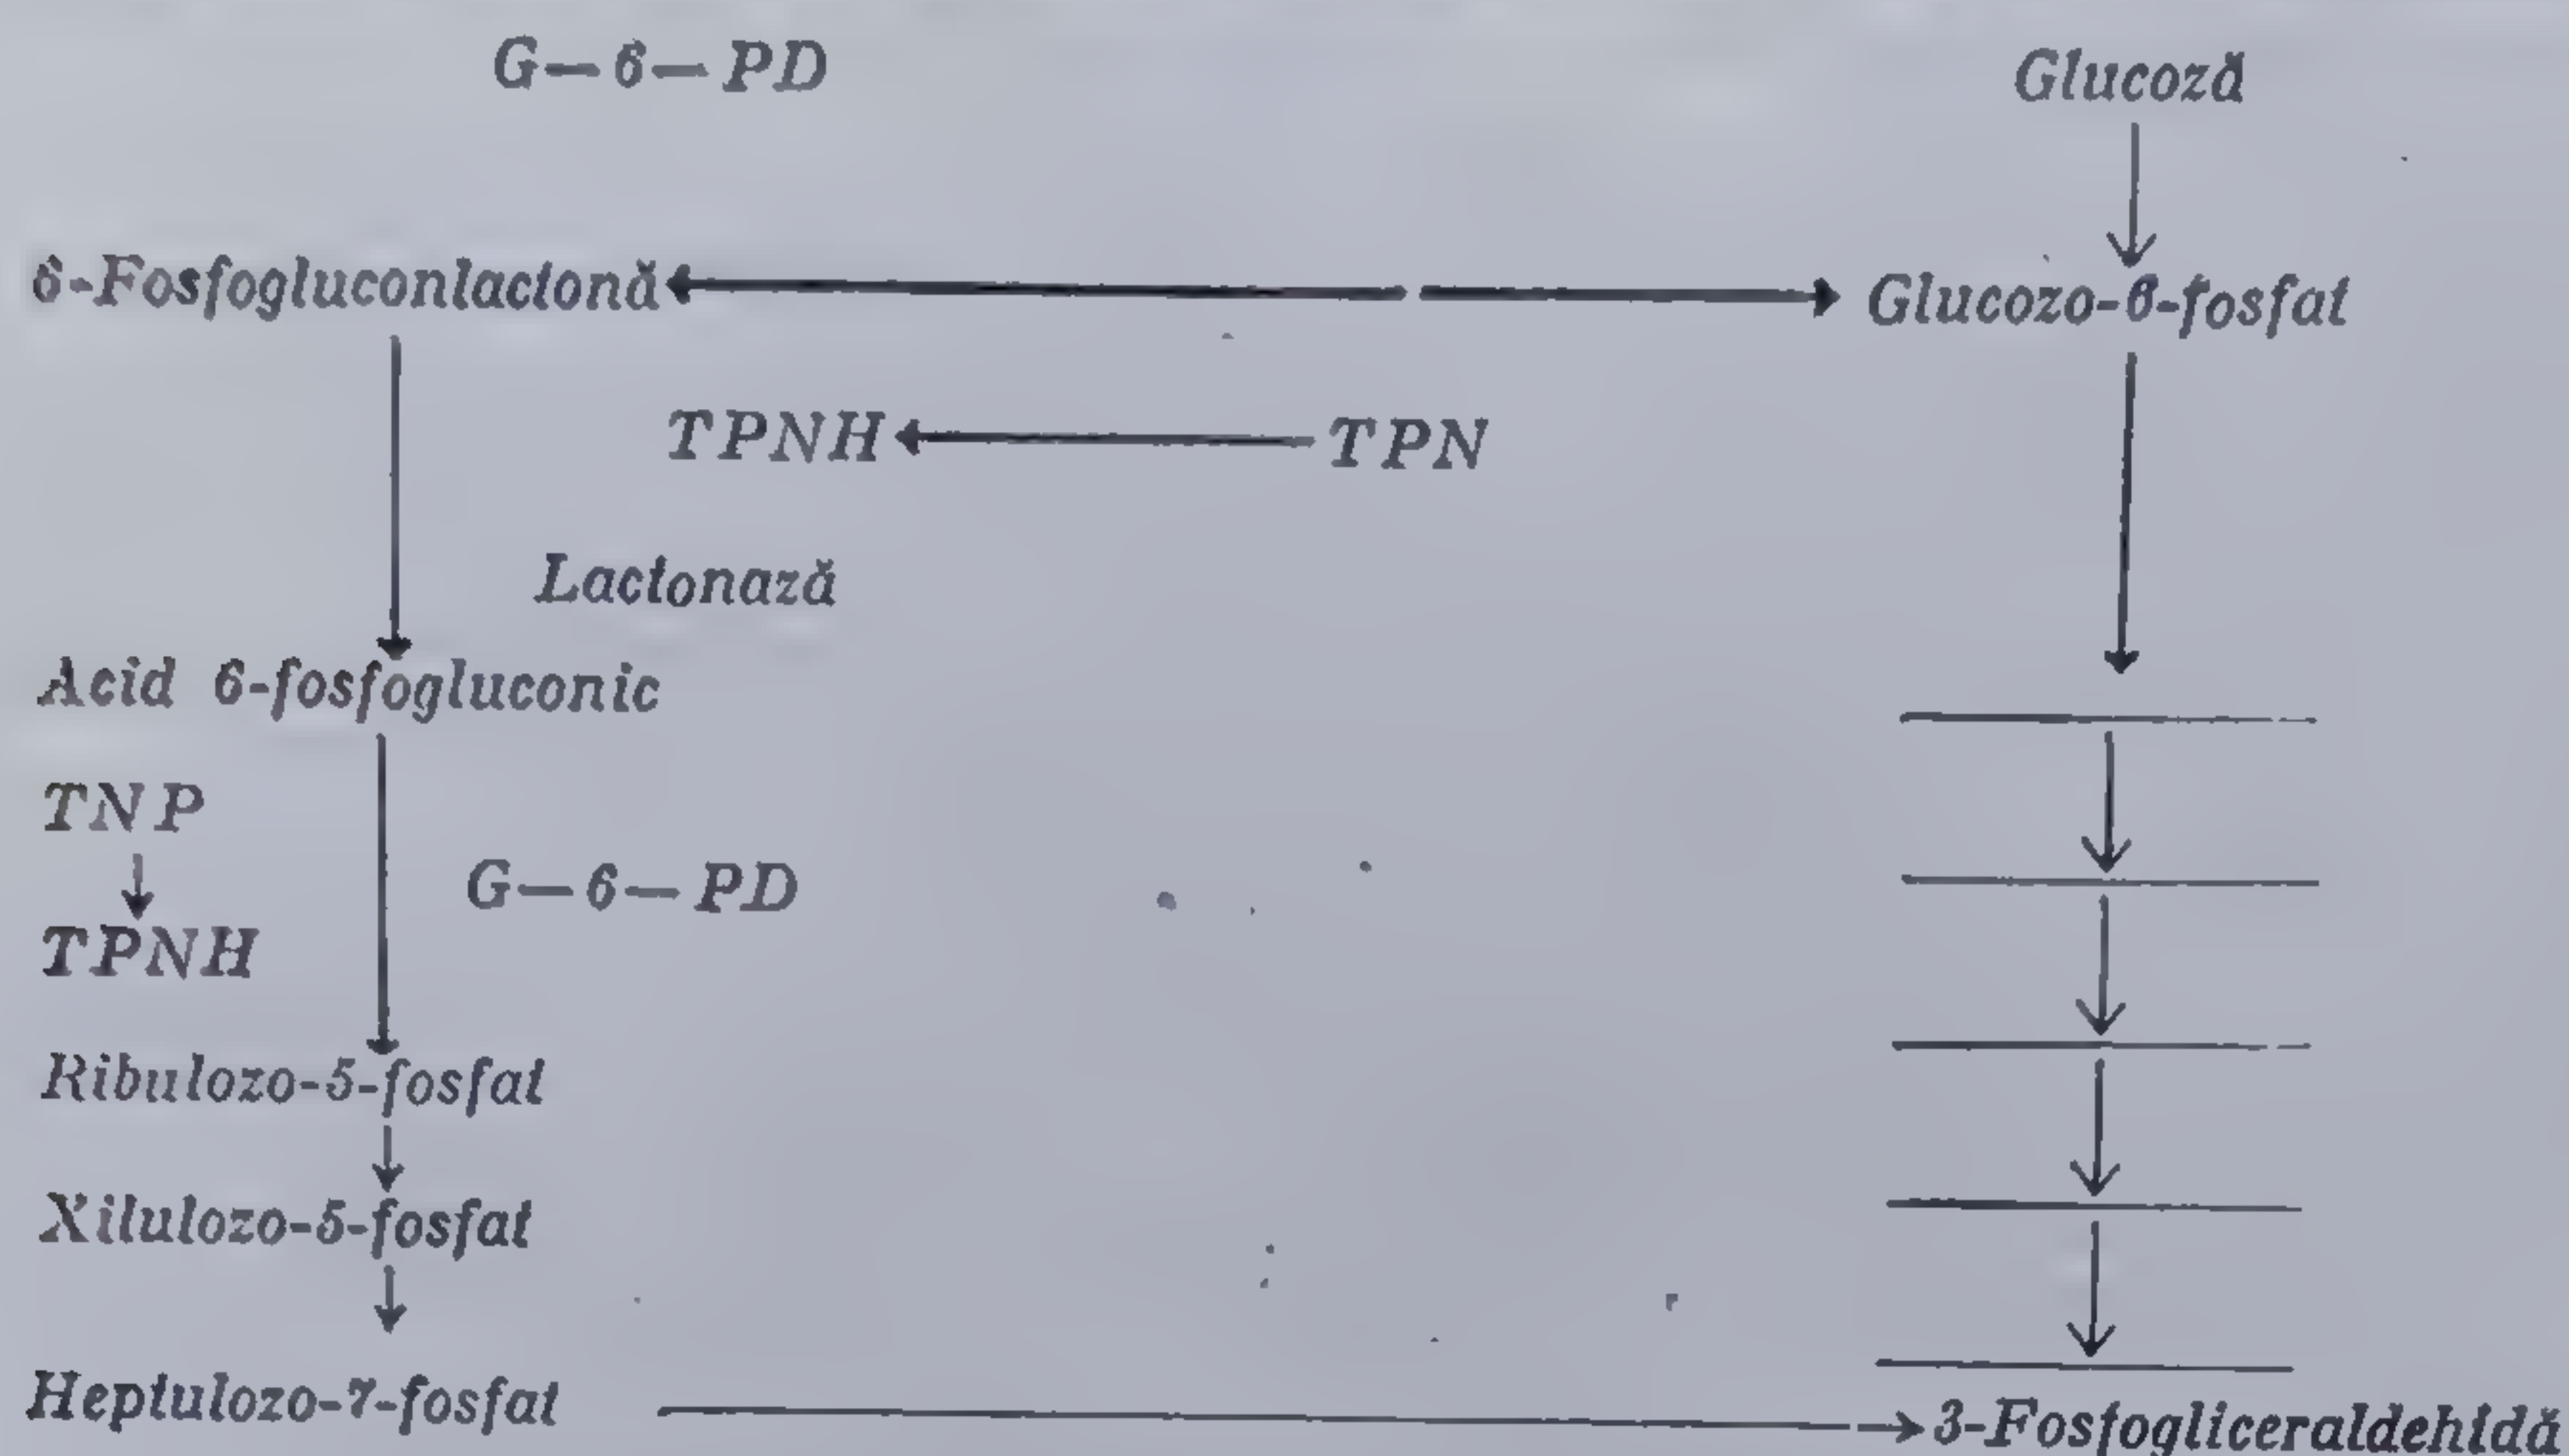 G—6—PD
Glucoză
6-Fosfogluconlactonă
Glucozo-6-fosfat
TPNH
TPN
Lactonază
Acid 6-fosfogluconic
TNP
G—6—PD
TPNH
Ribulozo-5-fosfat
Xilulozo-5-fosfat
Heptulozo-7-fosfat
3-Fosfogliceraldehidă